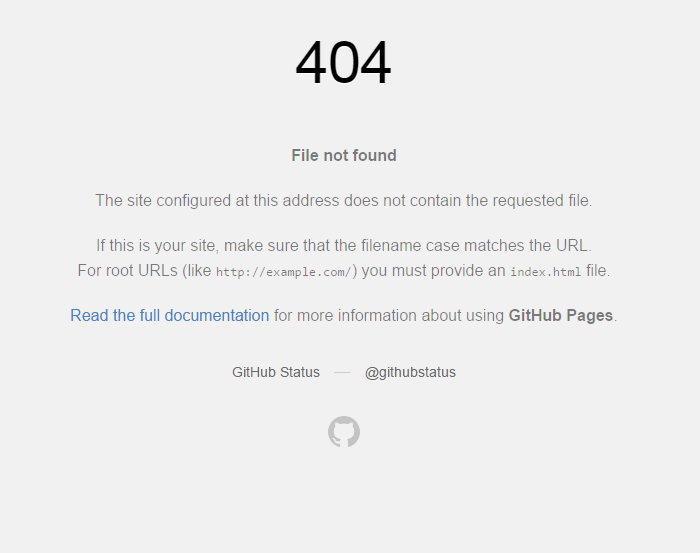 404
File not found
The site configured at this address does not contain the requested file.
If this is your site, make sure that the filename case matches the URL.
For root URLs (like http://example.com/) you must provide an index.html file.
Read the full documentation for more information about using GitHub Pages.
GitHub Status — @githubstatus